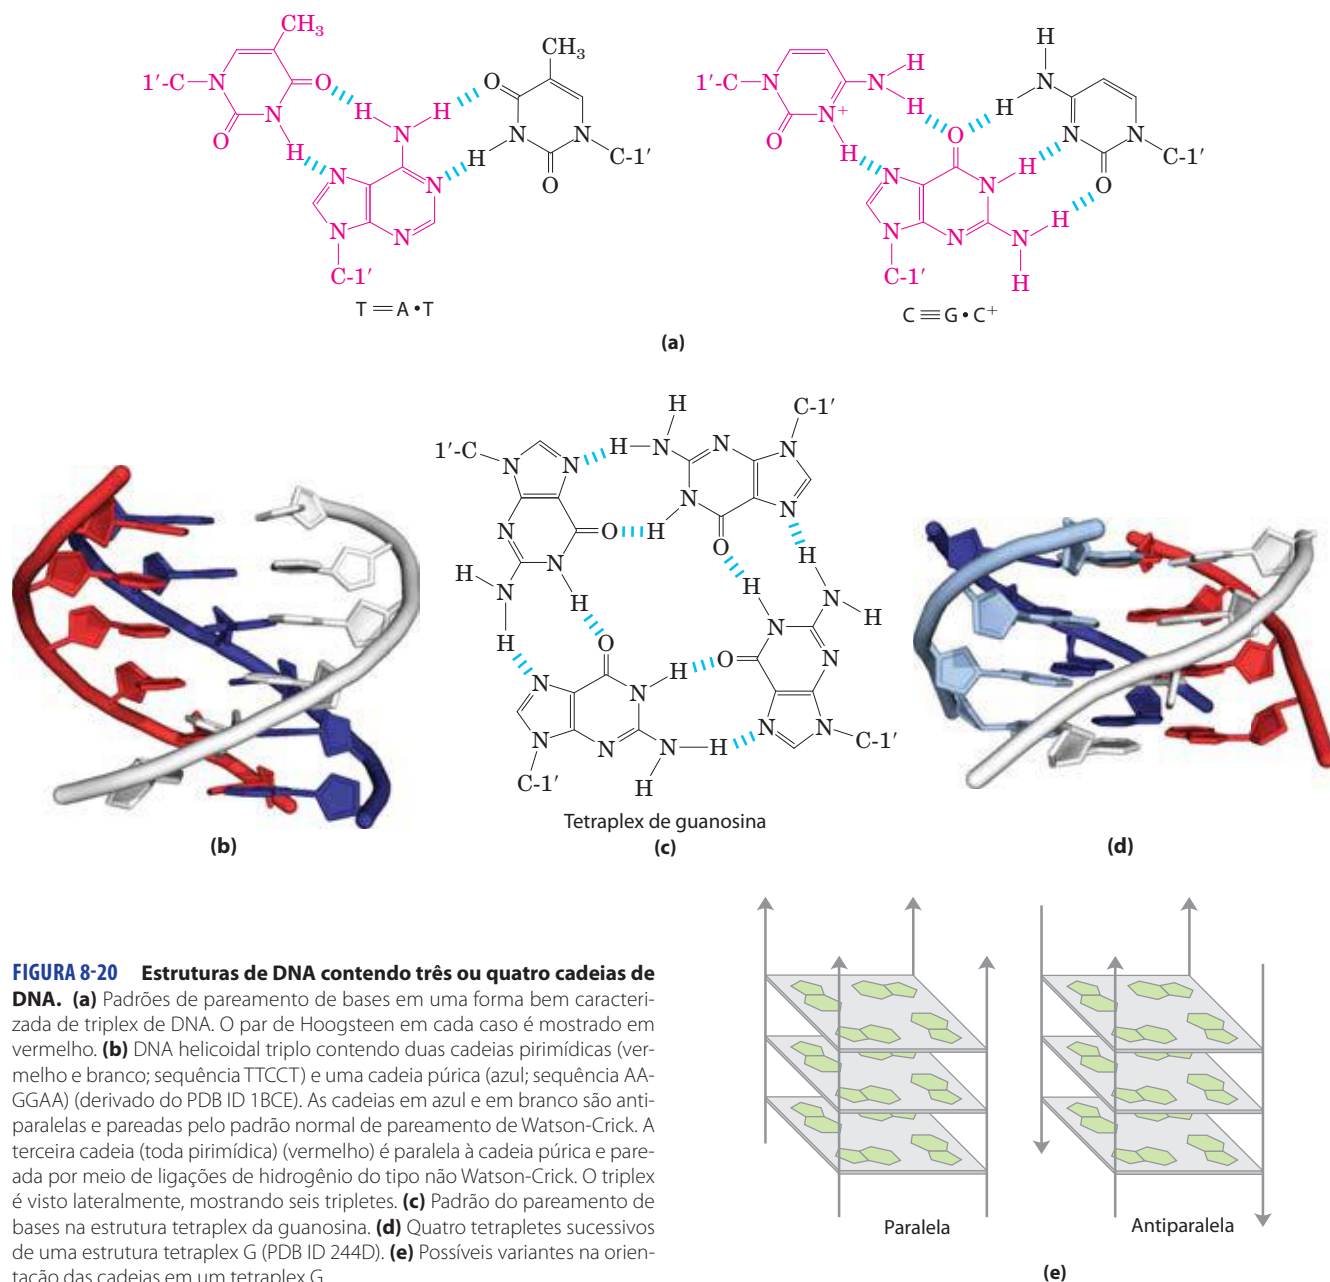 CH₃
1′-C
N
O
H
H
CH₃
O
O
N
H
N
H
N
N
O
C-1′
N
N
N
N
C-1′
T═A•T
H
1′-C
N
N
H
H
N
H
O
N⁺
H
O
H
N
N
C-1′
N
N
H
O
N
N
N
H
C-1′
H
C≡G•C⁺
(a)
H
C-1′
1′-C
N
N
H
N
N
N
N
O
H
N
N
O
N
H
H
N
H
H
N
H
H
N
H
N
O
N
H
O
N
N
N
N
N
N
H
N
C-1′
C-1′
H
Tetraplex de guanosina
(b)
(c)
(d)
FIGURA 8-20 Estruturas de DNA contendo três ou quatro cadeias de
DNA. (a) Padrões de pareamento de bases em uma forma bem caracteri-
zada de triplex de DNA. O par de Hoogsteen em cada caso é mostrado em
vermelho. (b) DNA helicoidal triplo contendo duas cadeias pirimídicas (ver-
melho e branco; sequência TTCCT) e uma cadeia púrica (azul; sequência AA-
GGAA) (derivado do PDB ID 1BCE). As cadeias em azul e em branco são anti-
paralelas e pareadas pelo padrão normal de pareamento de Watson-Crick. A
terceira cadeia (toda pirimídica) (vermelho) é paralela à cadeia púrica e pare-
ada por meio de ligações de hidrogênio do tipo não Watson-Crick. O triplex
é visto lateralmente, mostrando seis tripletes. (c) Padrão do pareamento de
bases na estrutura tetraplex da guanosina. (d) Quatro tetrapletes sucessivos
de uma estrutura tetraplex G (PDB ID 244D). (e) Possíveis variantes na orien-
tação das cadeias em um tetraplex G.
Paralela
Antiparalela
(e)